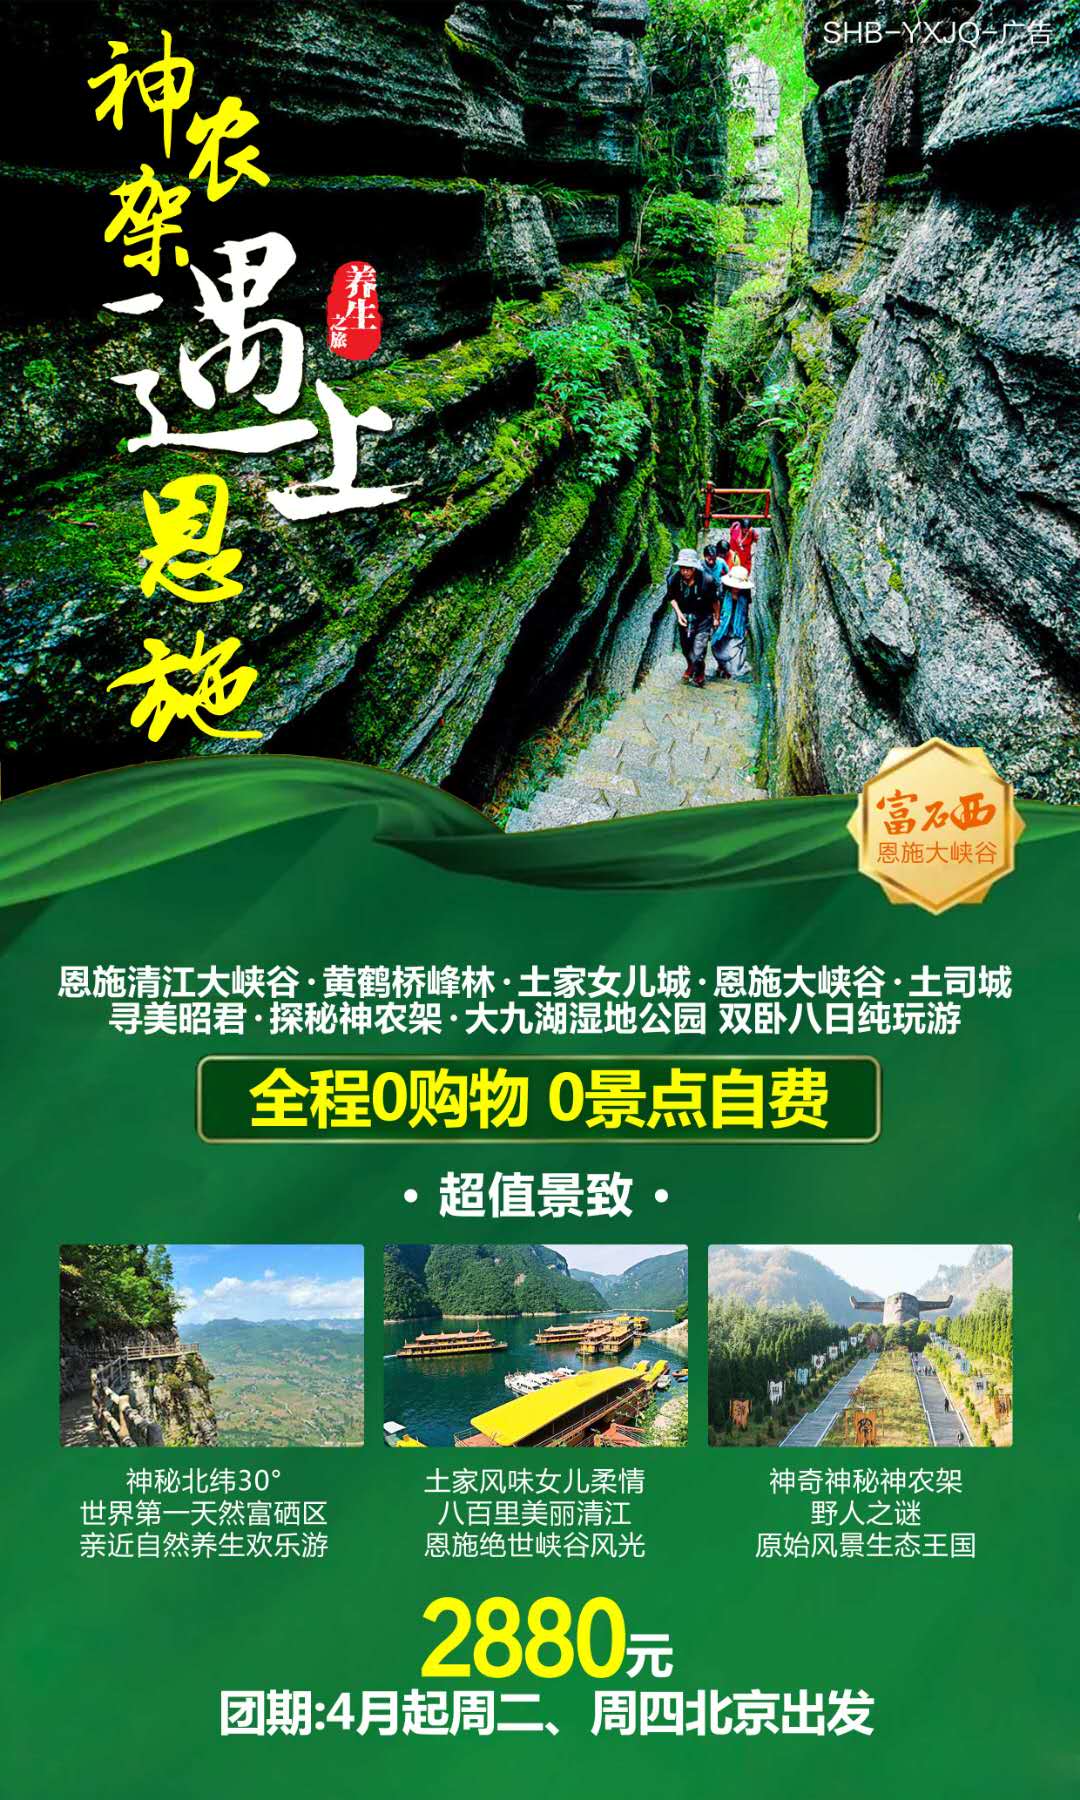 SHB-YXJQ-广告
神农架
遇上
恩施
养生之旅
富硒
恩施大峡谷
恩施清江大峡谷·黄鹤桥峰林·土家女儿城·恩施大峡谷·土司城
寻美昭君·探秘神农架·大九湖湿地公园 双卧八日纯玩游
全程0购物 0景点自费
· 超值景致 ·
神秘北纬30°
世界第一天然富硒区
亲近自然养生欢乐游
土家风味女儿柔情
八百里美丽清江
恩施绝世峡谷风光
神奇神秘神农架
野人之谜
原始风景生态王国
2880元
团期:4月起周二、周四北京出发